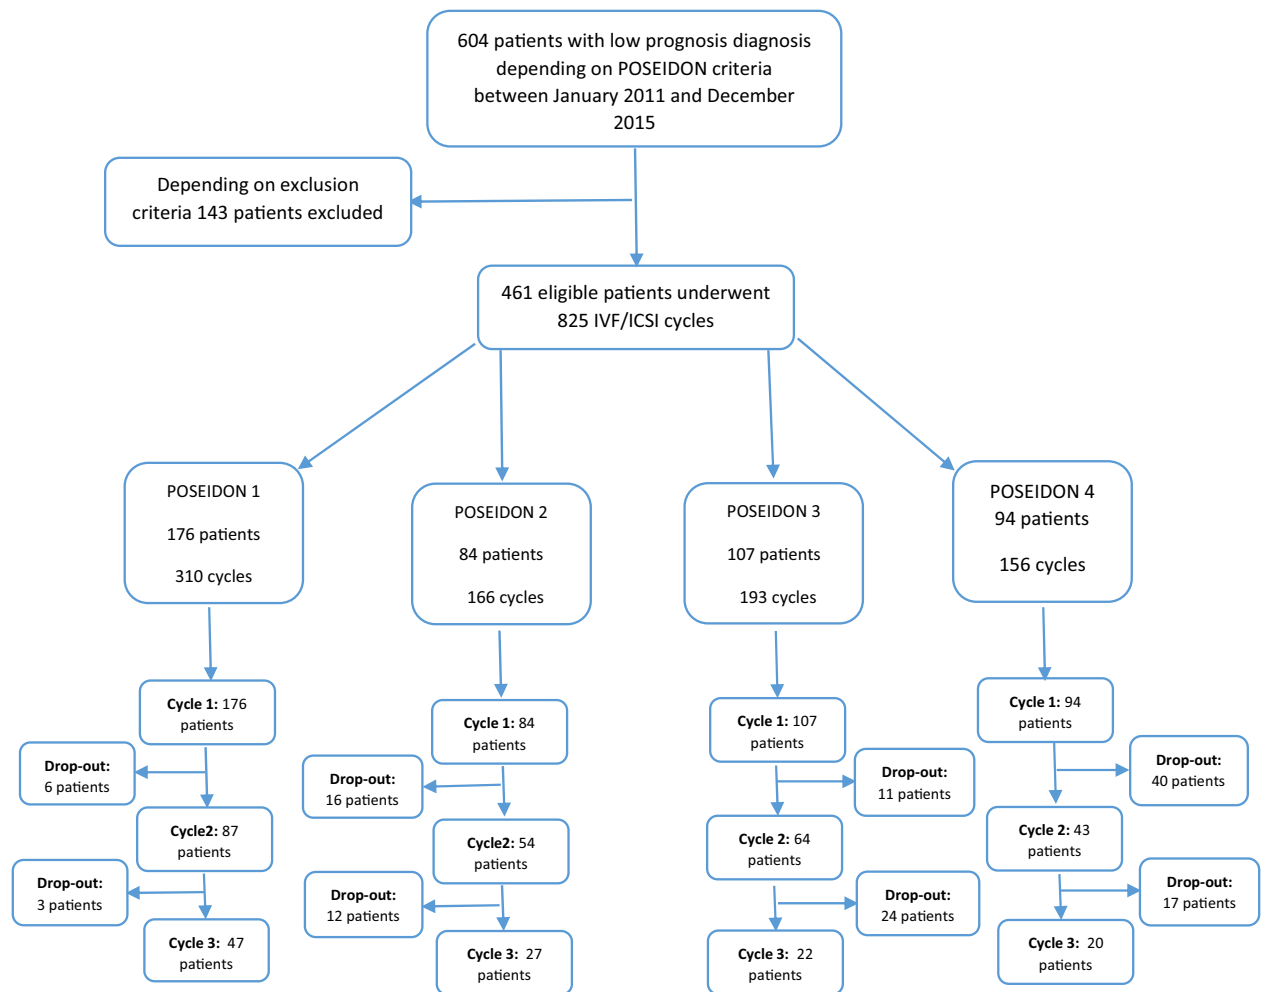 604 patients with low prognosis diagnosis
depending on POSEIDON criteria
between January 2011 and December
2015
Depending on exclusion
criteria 143 patients excluded
461 eligible patients underwent
825 IVF/ICSI cycles
POSEIDON 1
176 patients
310 cycles
POSEIDON 2
84 patients
166 cycles
POSEIDON 3
107 patients
193 cycles
POSEIDON 4
94 patients
156 cycles
Cycle 1: 176
patients
Drop-out:
6 patients
Cycle2: 87
patients
Drop-out:
3 patients
Cycle 3: 47
patients
Cycle 1: 84
patients
Drop-out:
16 patients
Cycle2: 54
patients
Drop-out:
12 patients
Cycle 3: 27
patients
Cycle 1: 107
patients
Drop-out:
11 patients
Cycle 2: 64
patients
Drop-out:
24 patients
Cycle 3: 22
patients
Cycle 1: 94
patients
Drop-out:
40 patients
Cycle 2: 43
patients
Drop-out:
17 patients
Cycle 3: 20
patients